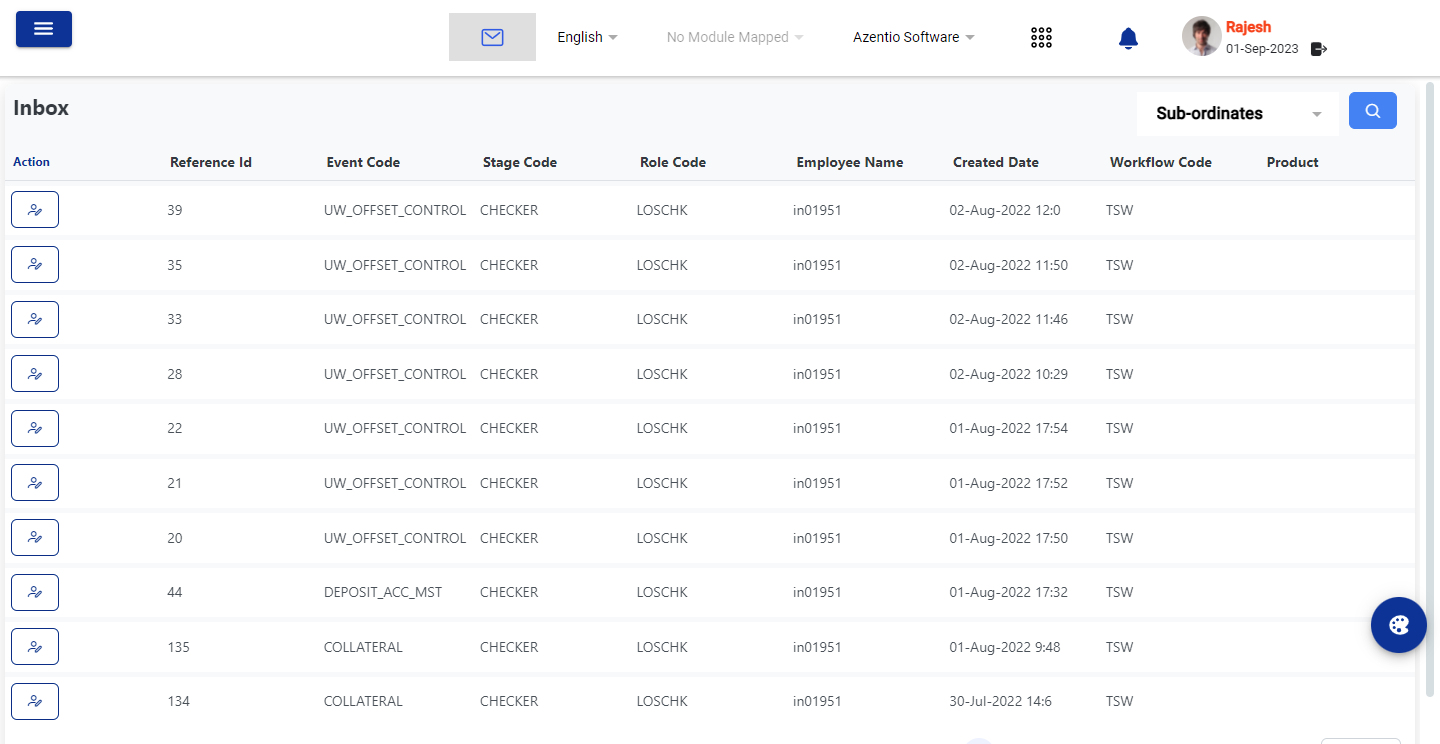 English No Module Mapped Azentio Software Rajesh
01-Sep-2023
Inbox Sub-ordinates
Action Reference Id Event Code Stage Code Role Code Employee Name Created Date Workflow Code Product
39 UW_OFFSET_CONTROL CHECKER LOSCHK in01951 02-Aug-2022 12:0 TSW
35 UW_OFFSET_CONTROL CHECKER LOSCHK in01951 02-Aug-2022 11:50 TSW
33 UW_OFFSET_CONTROL CHECKER LOSCHK in01951 02-Aug-2022 11:46 TSW
28 UW_OFFSET_CONTROL CHECKER LOSCHK in01951 02-Aug-2022 10:29 TSW
22 UW_OFFSET_CONTROL CHECKER LOSCHK in01951 01-Aug-2022 17:54 TSW
21 UW_OFFSET_CONTROL CHECKER LOSCHK in01951 01-Aug-2022 17:52 TSW
20 UW_OFFSET_CONTROL CHECKER LOSCHK in01951 01-Aug-2022 17:50 TSW
44 DEPOSIT_ACC_MST CHECKER LOSCHK in01951 01-Aug-2022 17:32 TSW
135 COLLATERAL CHECKER LOSCHK in01951 01-Aug-2022 9:48 TSW
134 COLLATERAL CHECKER LOSCHK in01951 30-Jul-2022 14:6 TSW